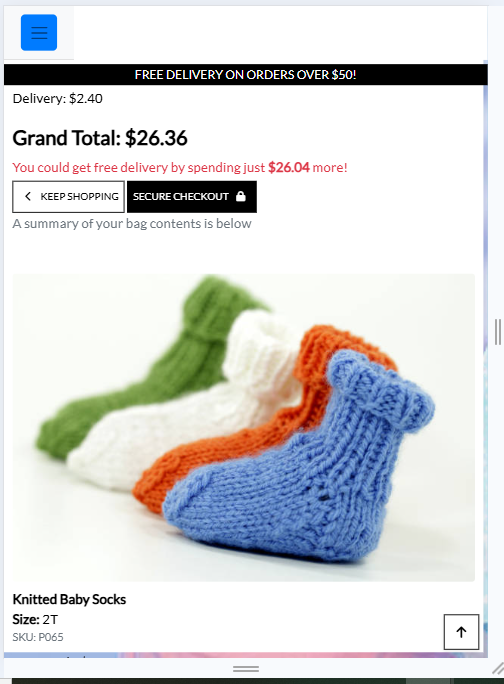 FREE DELIVERY ON ORDERS OVER $50!
Delivery: $2.40
Grand Total: $26.36
You could get free delivery by spending just $26.04 more!
KEEP SHOPPING SECURE CHECKOUT
A summary of your bag contents is below
Knitted Baby Socks
Size: 2T
SKU: P065